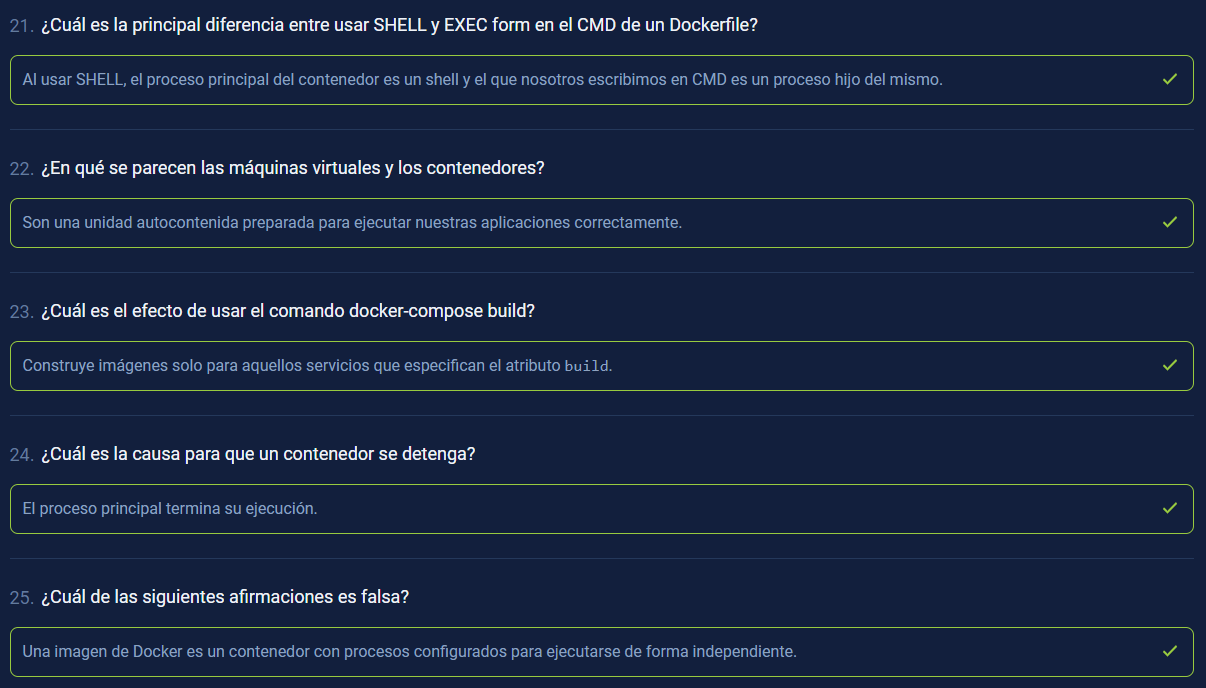 21. ¿Cuál es la principal diferencia entre usar SHELL y EXEC form en el CMD de un Dockerfile?
Al usar SHELL, el proceso principal del contenedor es un shell y el que nosotros escribimos en CMD es un proceso hijo del mismo.
22. ¿En qué se parecen las máquinas virtuales y los contenedores?
Son una unidad autocontenida preparada para ejecutar nuestras aplicaciones correctamente.
23. ¿Cuál es el efecto de usar el comando docker-compose build?
Construye imágenes solo para aquellos servicios que especifican el atributo build.
24. ¿Cuál es la causa para que un contenedor se detenga?
El proceso principal termina su ejecución.
25. ¿Cuál de las siguientes afirmaciones es falsa?
Una imagen de Docker es un contenedor con procesos configurados para ejecutarse de forma independiente.